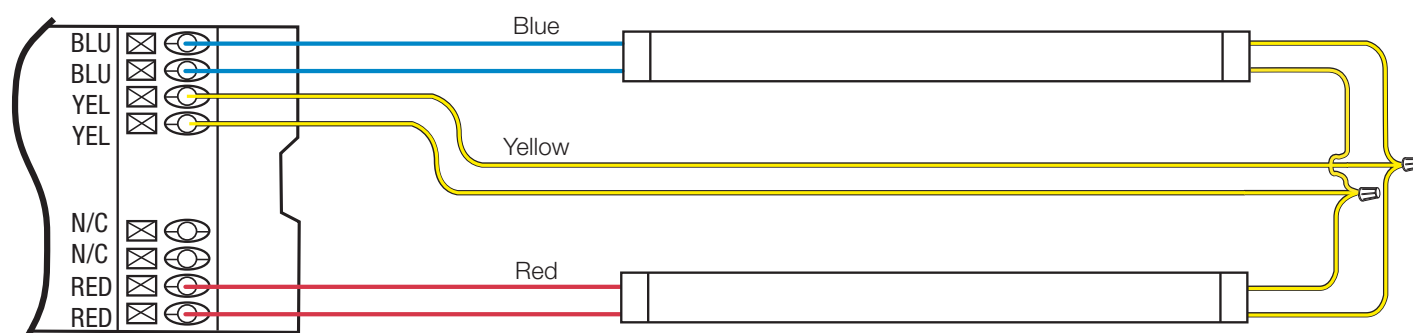 BLU
BLU
YEL
YEL
N/C
N/C
RED
RED
Blue
Yellow
Red